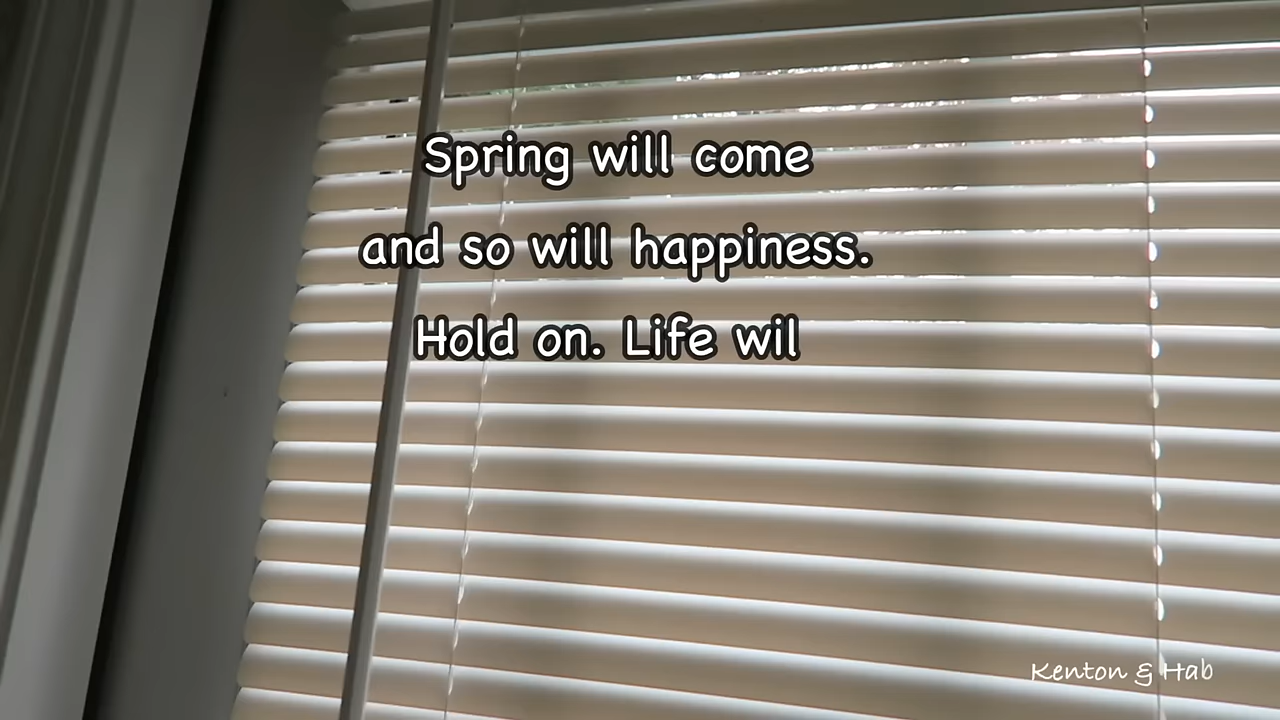 Spring will come
and so will happiness.
Hold on. Life wil
Kenton & Hab